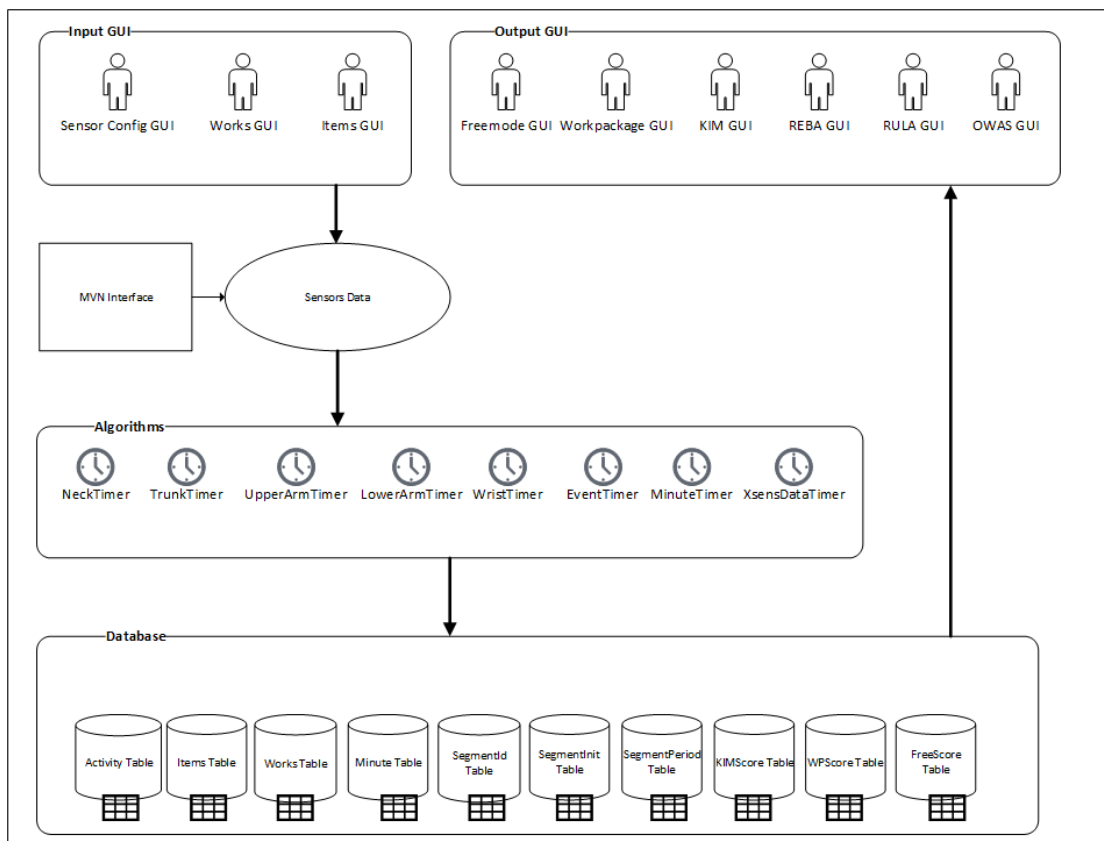 Input GUI
Output GUI
Sensor Config GUI
Works GUI
Items GUI
Freemode GUI
Workpackage GUI
KIM GUI
REBA GUI
RULA GUI
OWAS GUI
MVN Interface
Sensors Data
Algorithms
NeckTimer
TrunkTimer
UpperArmTimer
LowerArmTimer
WristTimer
EventTimer
MinuteTimer
XsensDataTimer
Database
Activity Table
Items Table
Works Table
Minute Table
SegmentId
Table
SegmentInit
Table
SegmentPeriod
Table
KIMScore Table
WPScore Table
FreeScore
Table